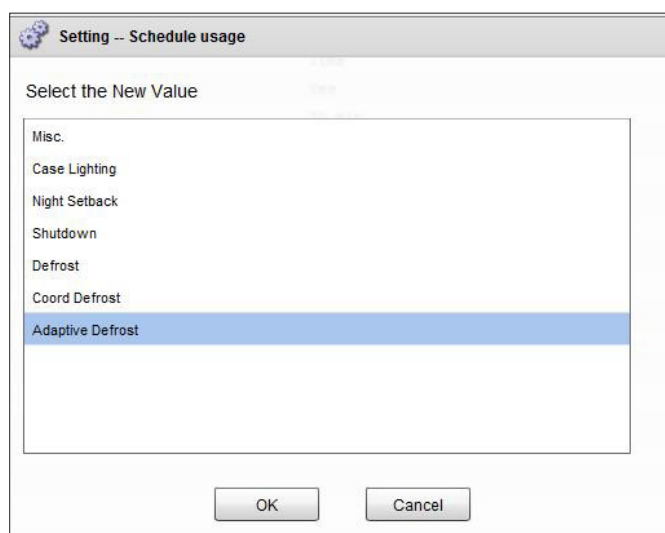 Setting -- Schedule usage
Select the New Value
Misc.
Case Lighting
Night Setback
Shutdown
Defrost
Coord Defrost
Adaptive Defrost
OK
Cancel